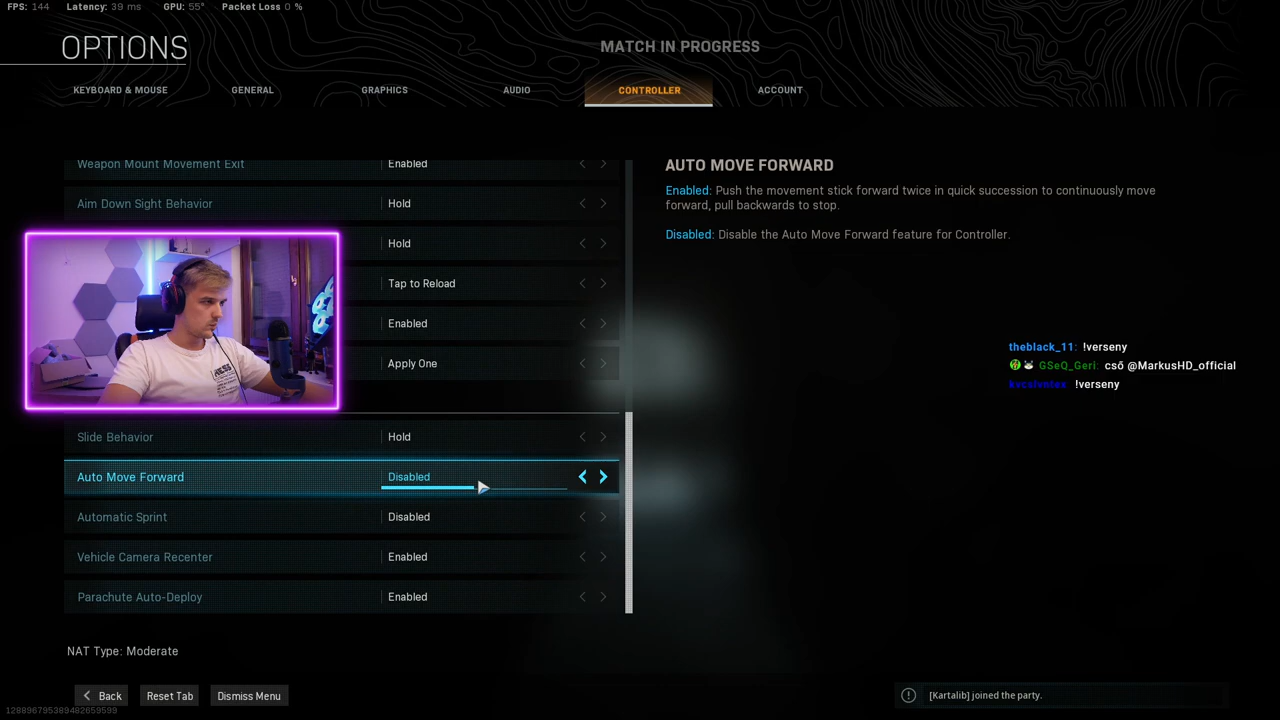 FPS: 144 Latency: 39 ms GPU: 55° Packet Loss 0 %
OPTIONS
MATCH IN PROGRESS
KEYBOARD & MOUSE GENERAL GRAPHICS AUDIO CONTROLLER ACCOUNT
Weapon Mount Movement Exit Enabled
Aim Down Sight Behavior Hold
Hold
Tap to Reload
Enabled
Apply One
Slide Behavior Hold
Auto Move Forward Disabled
Automatic Sprint Disabled
Vehicle Camera Recenter Enabled
Parachute Auto-Deploy Enabled
AUTO MOVE FORWARD
Enabled: Push the movement stick forward twice in quick succession to continuously move
forward, pull backwards to stop.
Disabled: Disable the Auto Move Forward feature for Controller.
theblack_11: !verseny
GSeQ_Geri: cső @MarkusHD_official
!verseny
NAT Type: Moderate
Back Reset Tab Dismiss Menu
[Kartalib] joined the party.